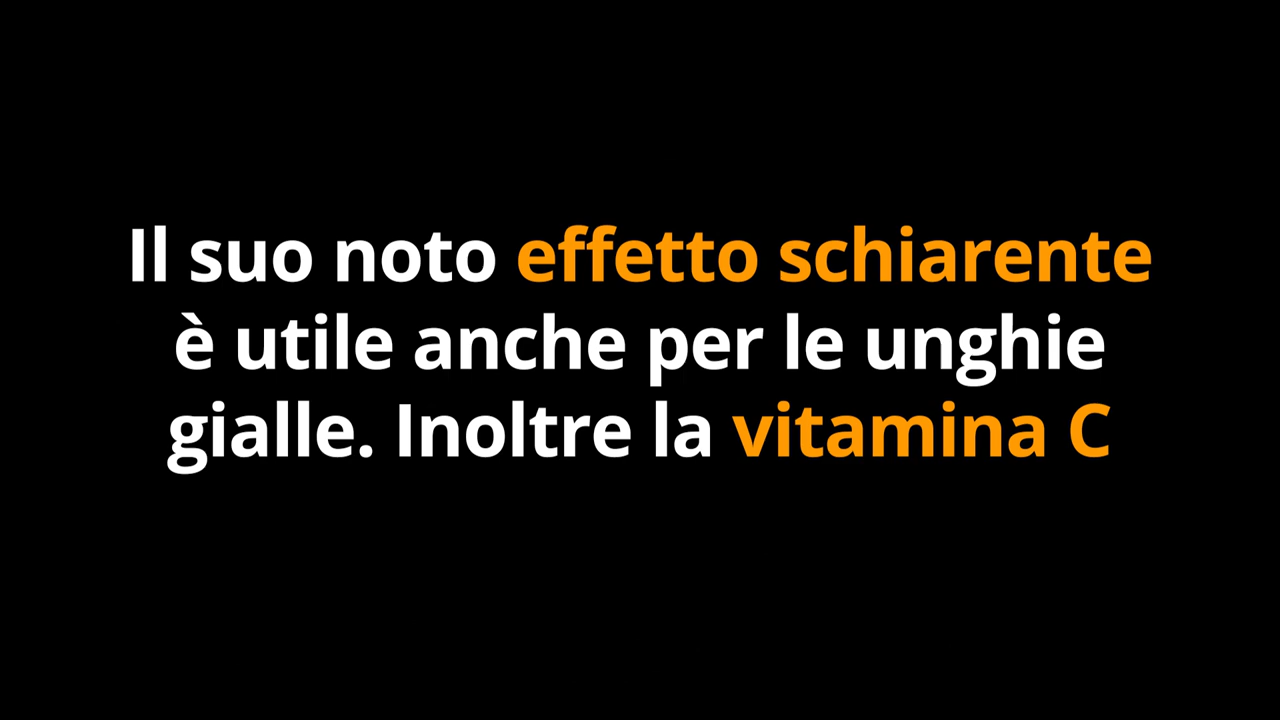 Il suo noto effetto schiarente
è utile anche per le unghie
gialle. Inoltre la vitamina C